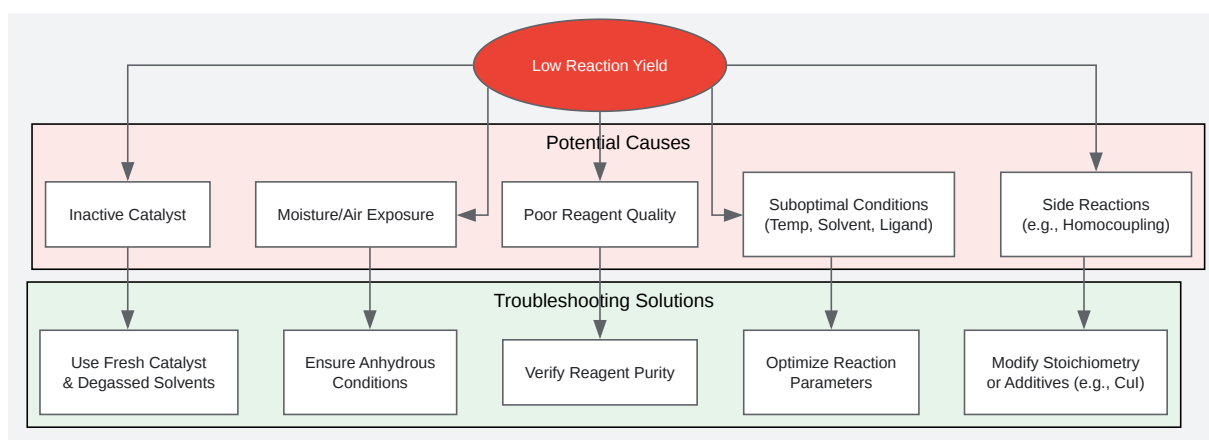 Low Reaction Yield
Potential Causes
Inactive Catalyst
Moisture/Air Exposure
Poor Reagent Quality
Suboptimal Conditions
(Temp, Solvent, Ligand)
Side Reactions
(e.g., Homocoupling)
Troubleshooting Solutions
Use Fresh Catalyst
& Degassed Solvents
Ensure Anhydrous
Conditions
Verify Reagent Purity
Optimize Reaction
Parameters
Modify Stoichiometry
or Additives (e.g., CuI)